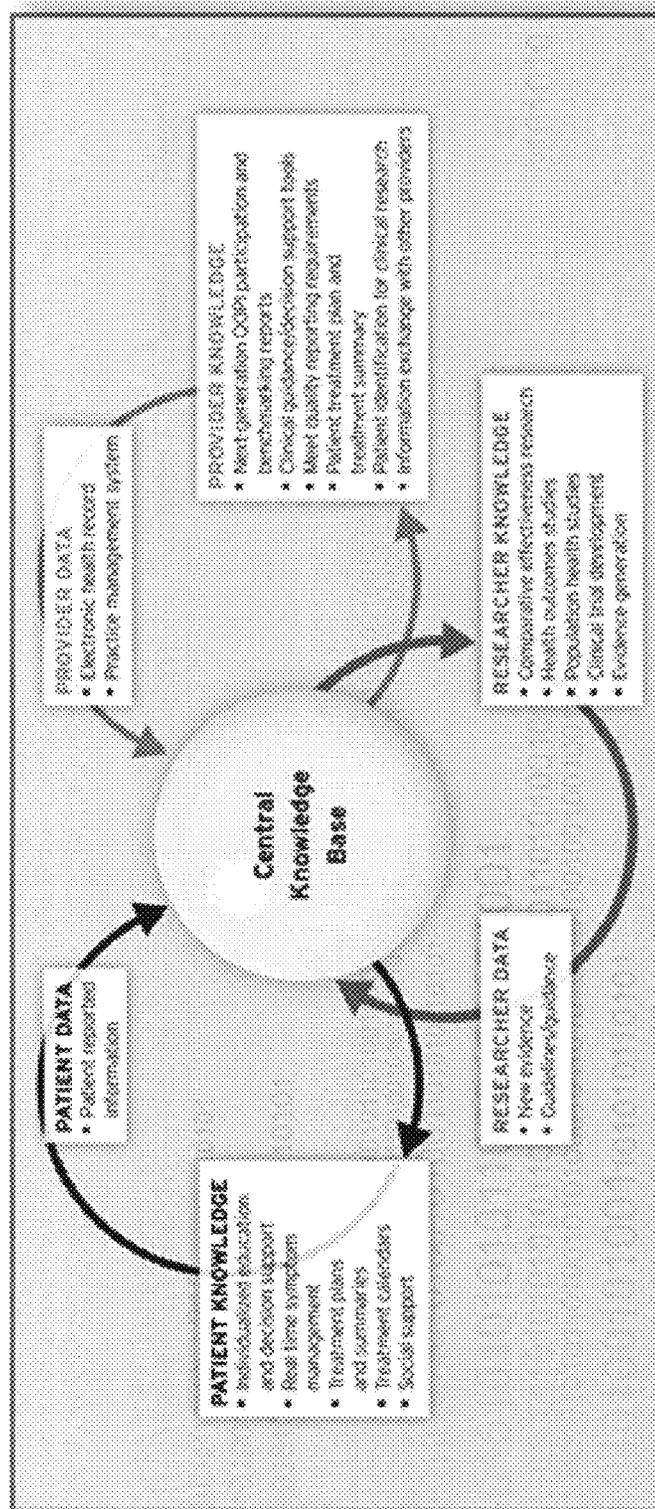 PATIENT DATA
• Patient reported
information
PROVIDER DATA
• Electronic health record
• Practice management system
PATIENT KNOWLEDGE
• Individualized education
and decision support
• Real time symptom
management
• Treatment plans
and summaries
• Treatment calendars
• Social support
Central
Knowledge
Base
PROVIDER KNOWLEDGE
• Next-generation QOPI participation and
benchmarking reports
• Clinical guidance/decision support tools
• Meet quality reporting requirements
• Patient treatment plan and
treatment summary
• Patient identification for clinical research
• Information exchange with other providers
RESEARCHER DATA
• New evidence
• Guidelines/guidance
RESEARCHER KNOWLEDGE
• Comparative effectiveness research
• Health outcomes studies
• Population health studies
• Clinical trial development
• Evidence generation